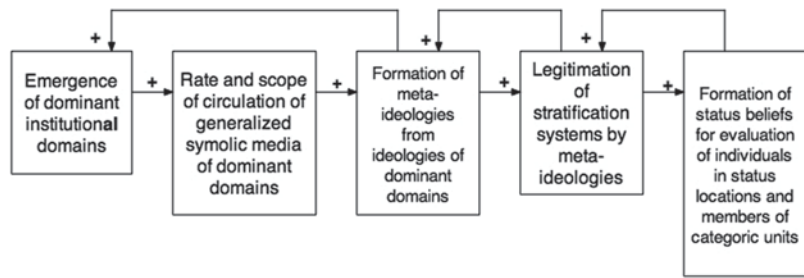 +
+
+
Emergence
of dominant
institutional
domains
+
Rate and scope
of circulation of
generalized
symolic media
of dominant
domains
+
Formation of
meta-
ideologies
from
ideologies of
dominant
domains
+
Legitimation
of
stratification
systems by
meta-
ideologies
+
Formation of
status beliefs
for evaluation
of individuals
in status
locations and
members of
categoric units